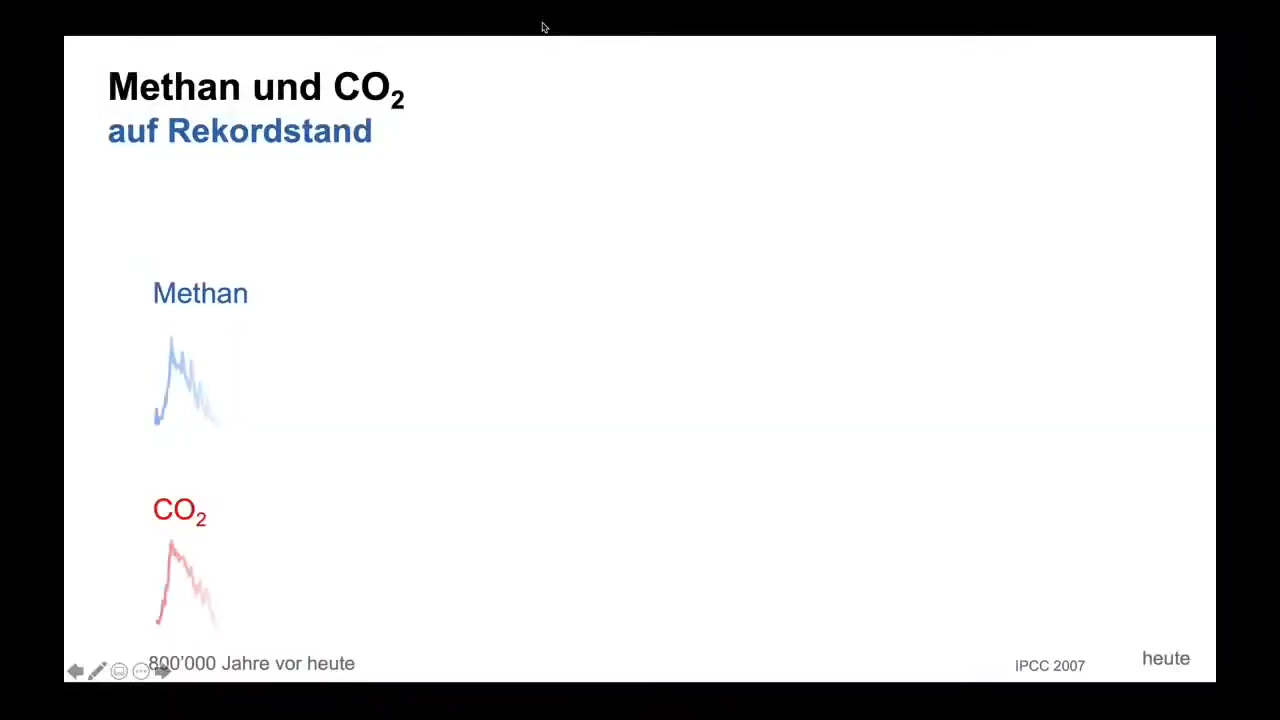 Methan und CO₂
auf Rekordstand
Methan
CO₂
800'000 Jahre vor heute
IPCC 2007
heute